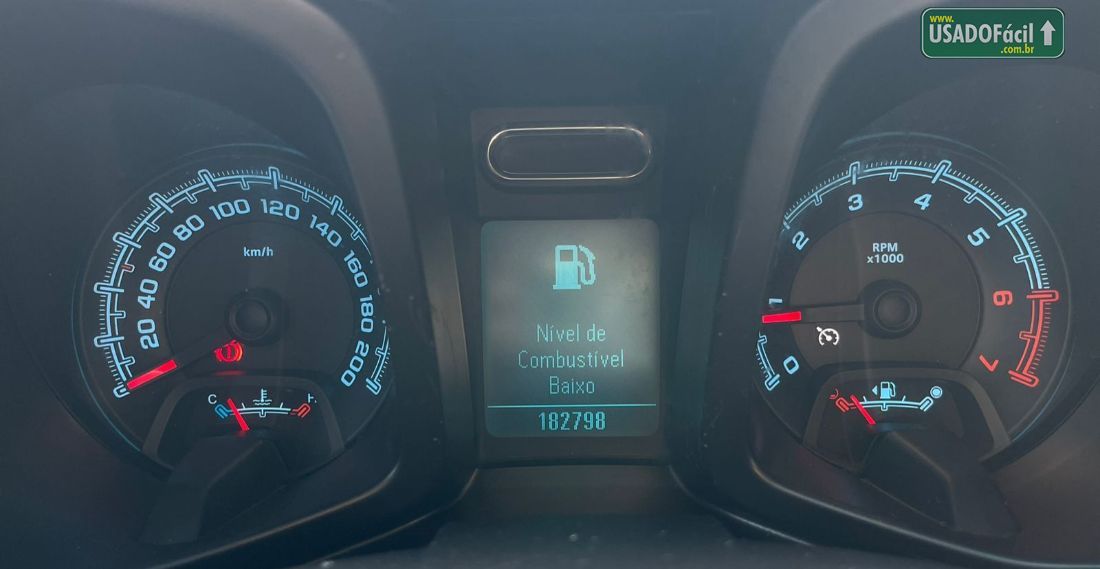 www.
USADOFácil
.com.br
20
40
60
80
100
120
140
160
180
200
km/h
C
H
Nível de
Combustível
Baixo
182798
0
1
2
3
4
5
6
7
RPM
x1000